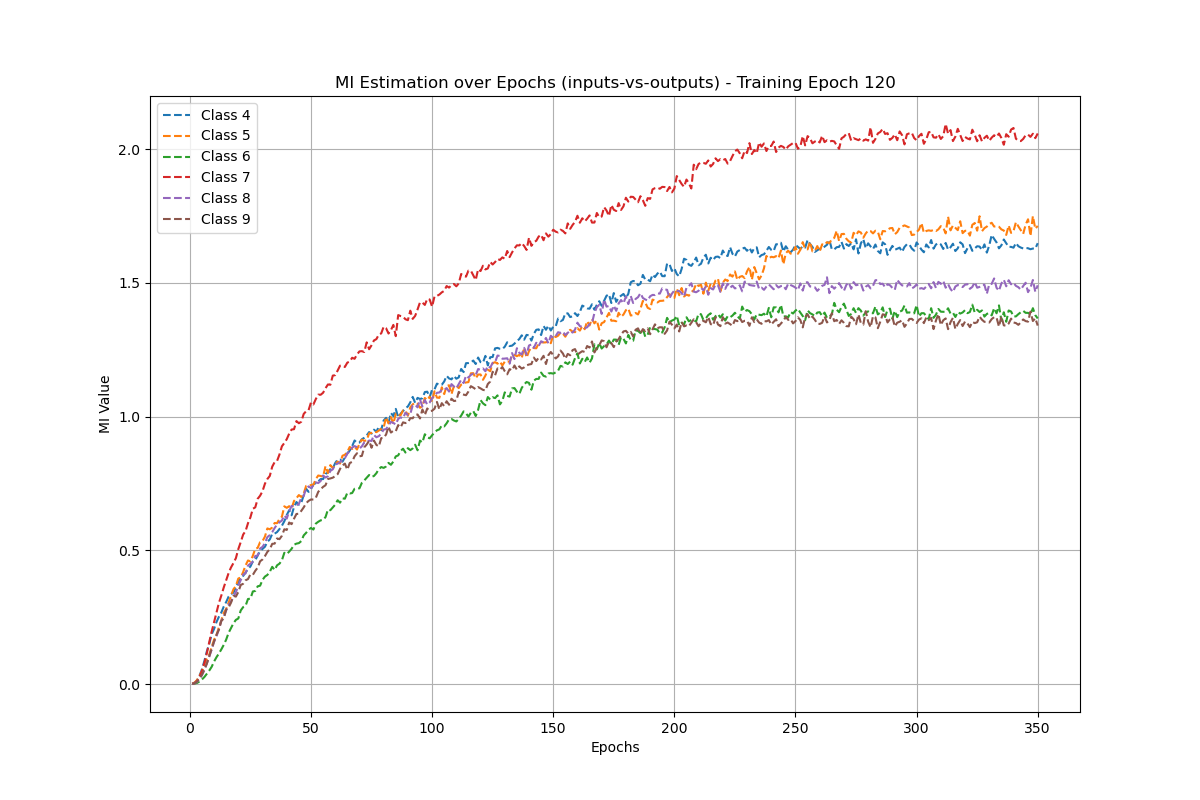 MI Estimation over Epochs (inputs-vs-outputs) - Training Epoch 120
Class 4
Class 5
Class 6
Class 7
Class 8
Class 9
2.0
1.5
1.0
0.5
0.0
MI Value
0 50 100 150 200 250 300 350
Epochs